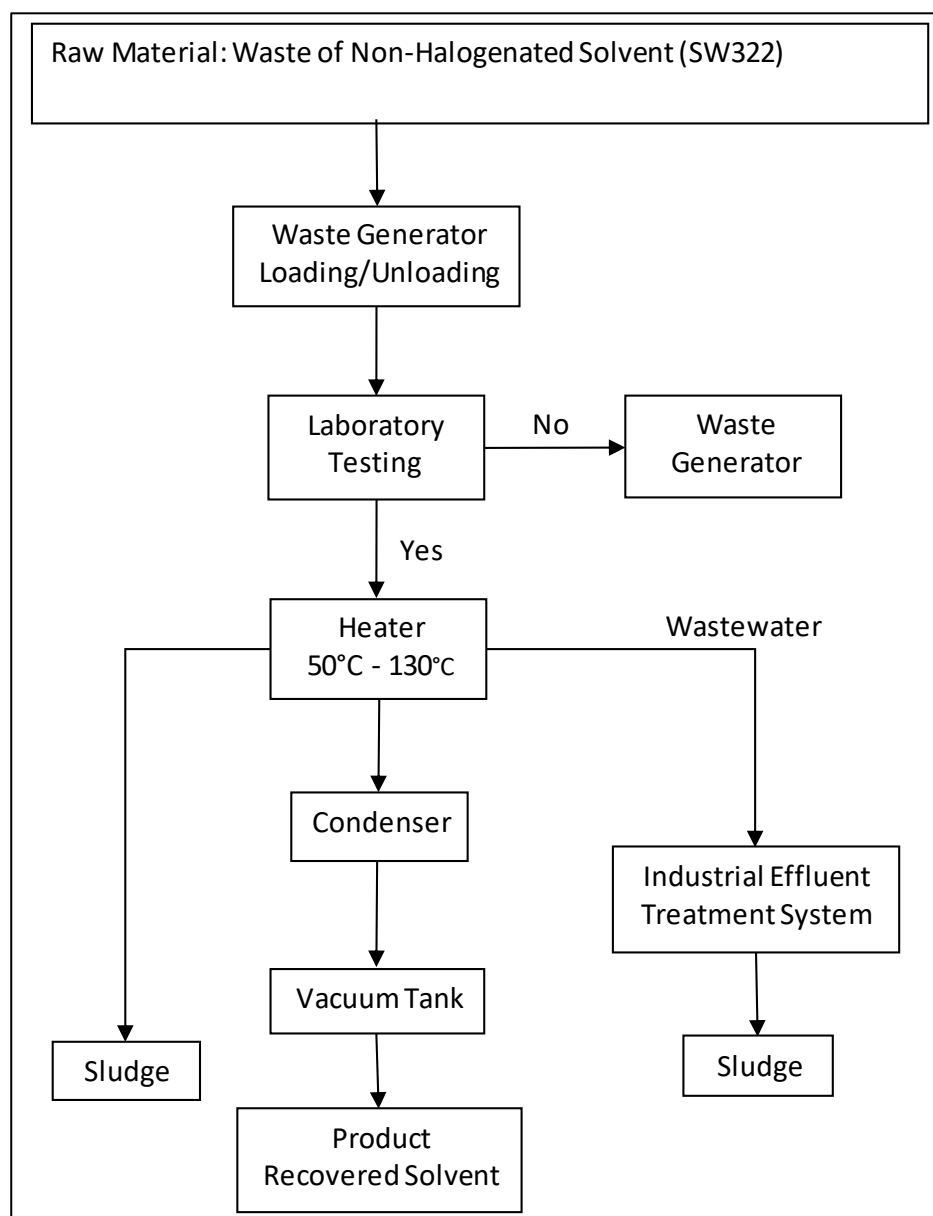 Raw Material: Waste of Non-Halogenated Solvent (SW322)
Waste Generator
Loading/Unloading
Laboratory
Testing
No
Waste
Generator
Yes
Heater
50°C - 130°C
Wastewater
Condenser
Industrial Effluent
Treatment System
Vacuum Tank
Sludge
Sludge
Product
Recovered Solvent